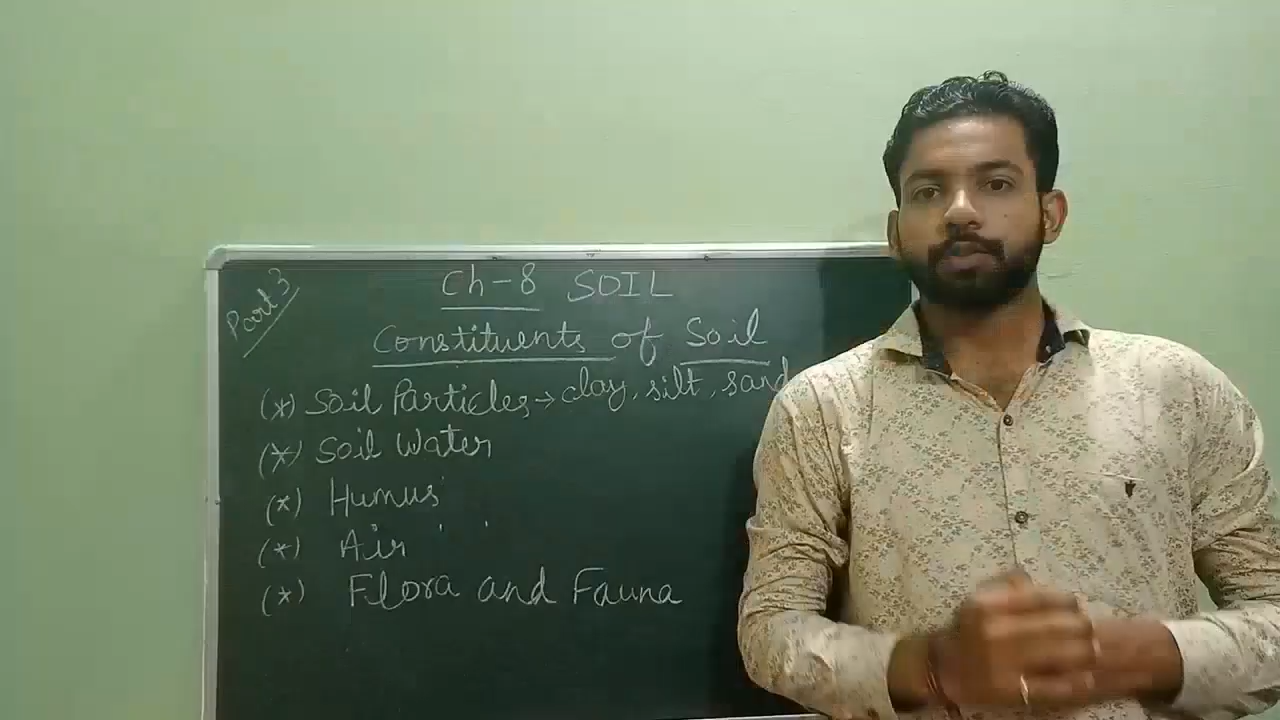 Part 3
Ch-8 SOIL
Constituents of Soil
(*) Soil Particles → clay, silt, sand
(*) Soil Water
(*) Humus
(*) Air
(*) Flora and Fauna